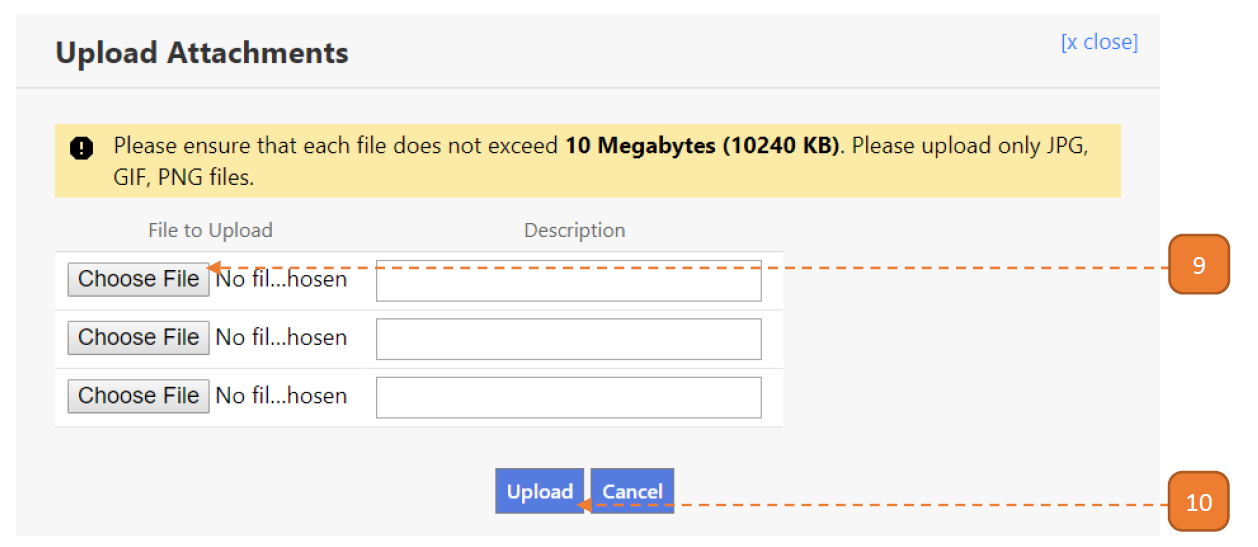 Upload Attachments
[x close]
Please ensure that each file does not exceed 10 Megabytes (10240 KB). Please upload only JPG,
GIF, PNG files.
File to Upload Description
Choose File No fil...hosen
9
Choose File No fil...hosen
Choose File No fil...hosen
Upload Cancel
10